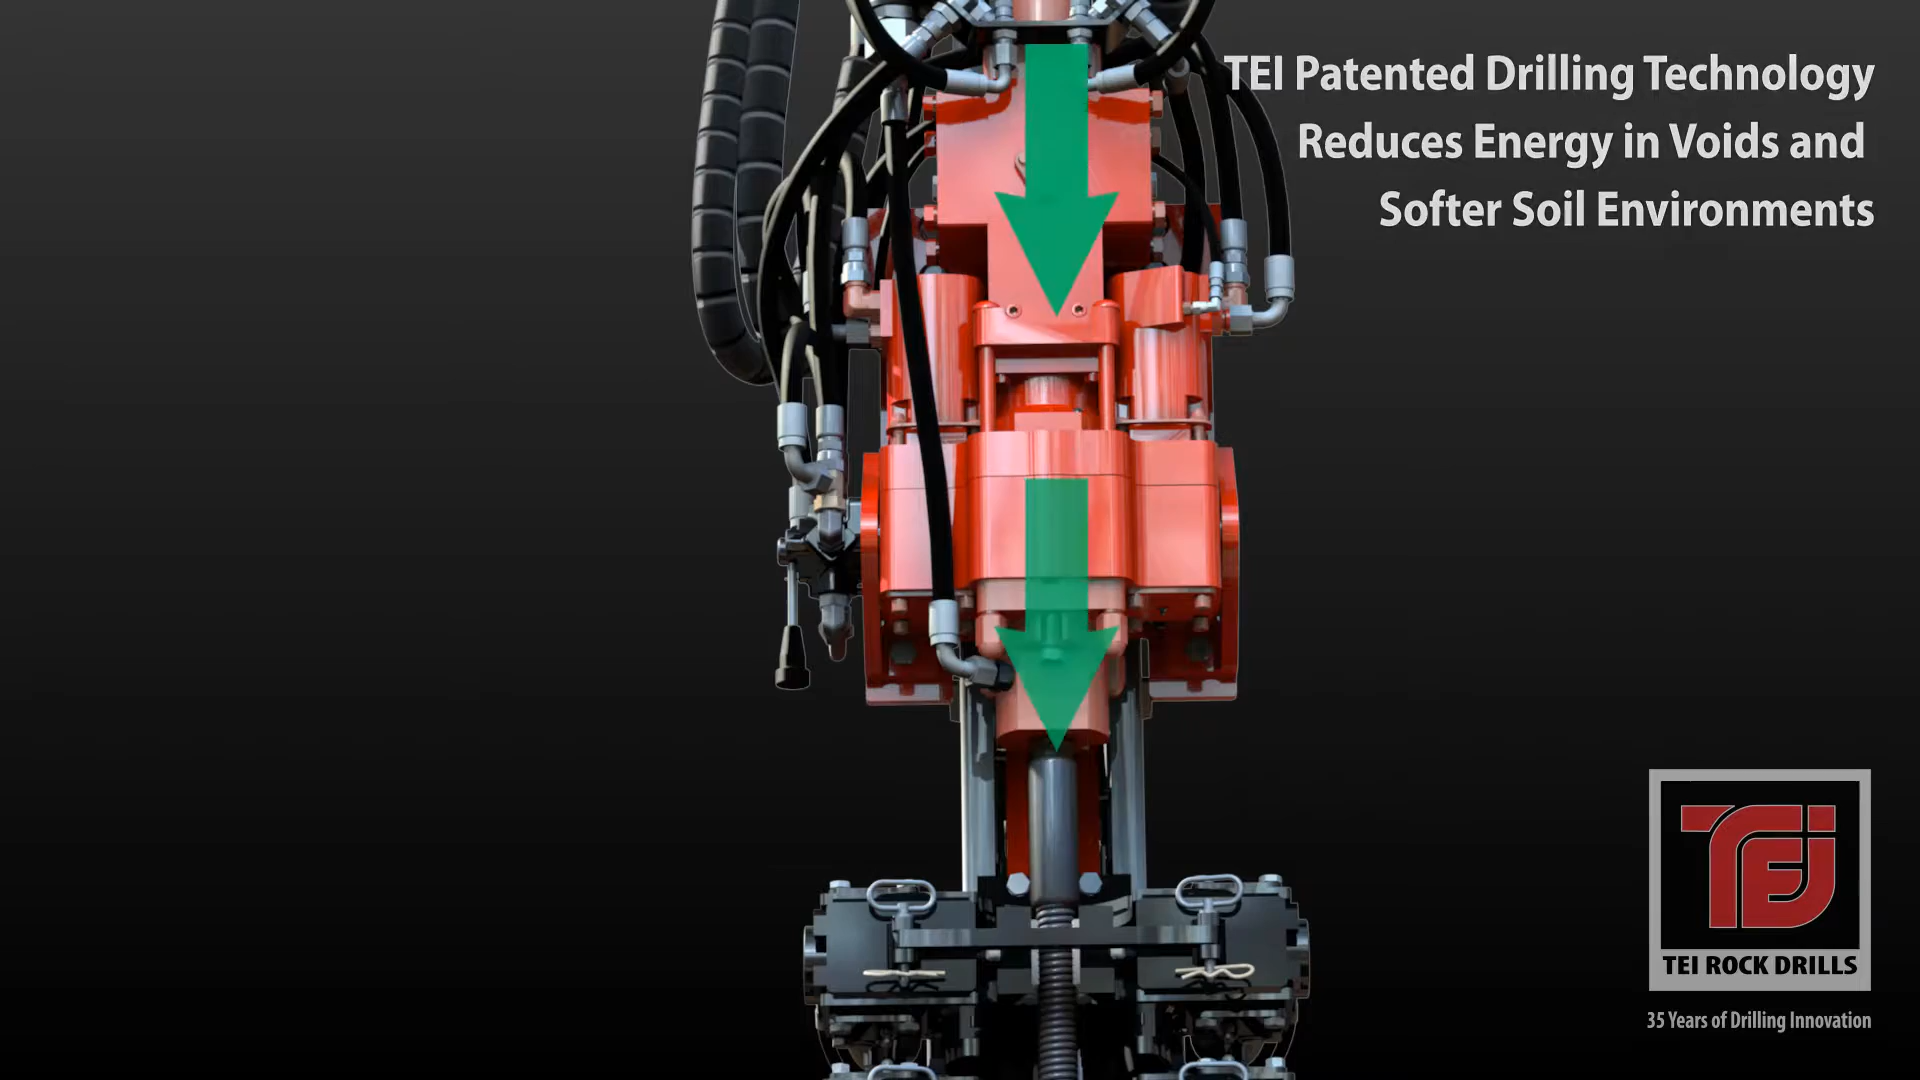 TEI Patented Drilling Technology
Reduces Energy in Voids and
Softer Soil Environments
TEI
TEI ROCK DRILLS
35 Years of Drilling Innovation